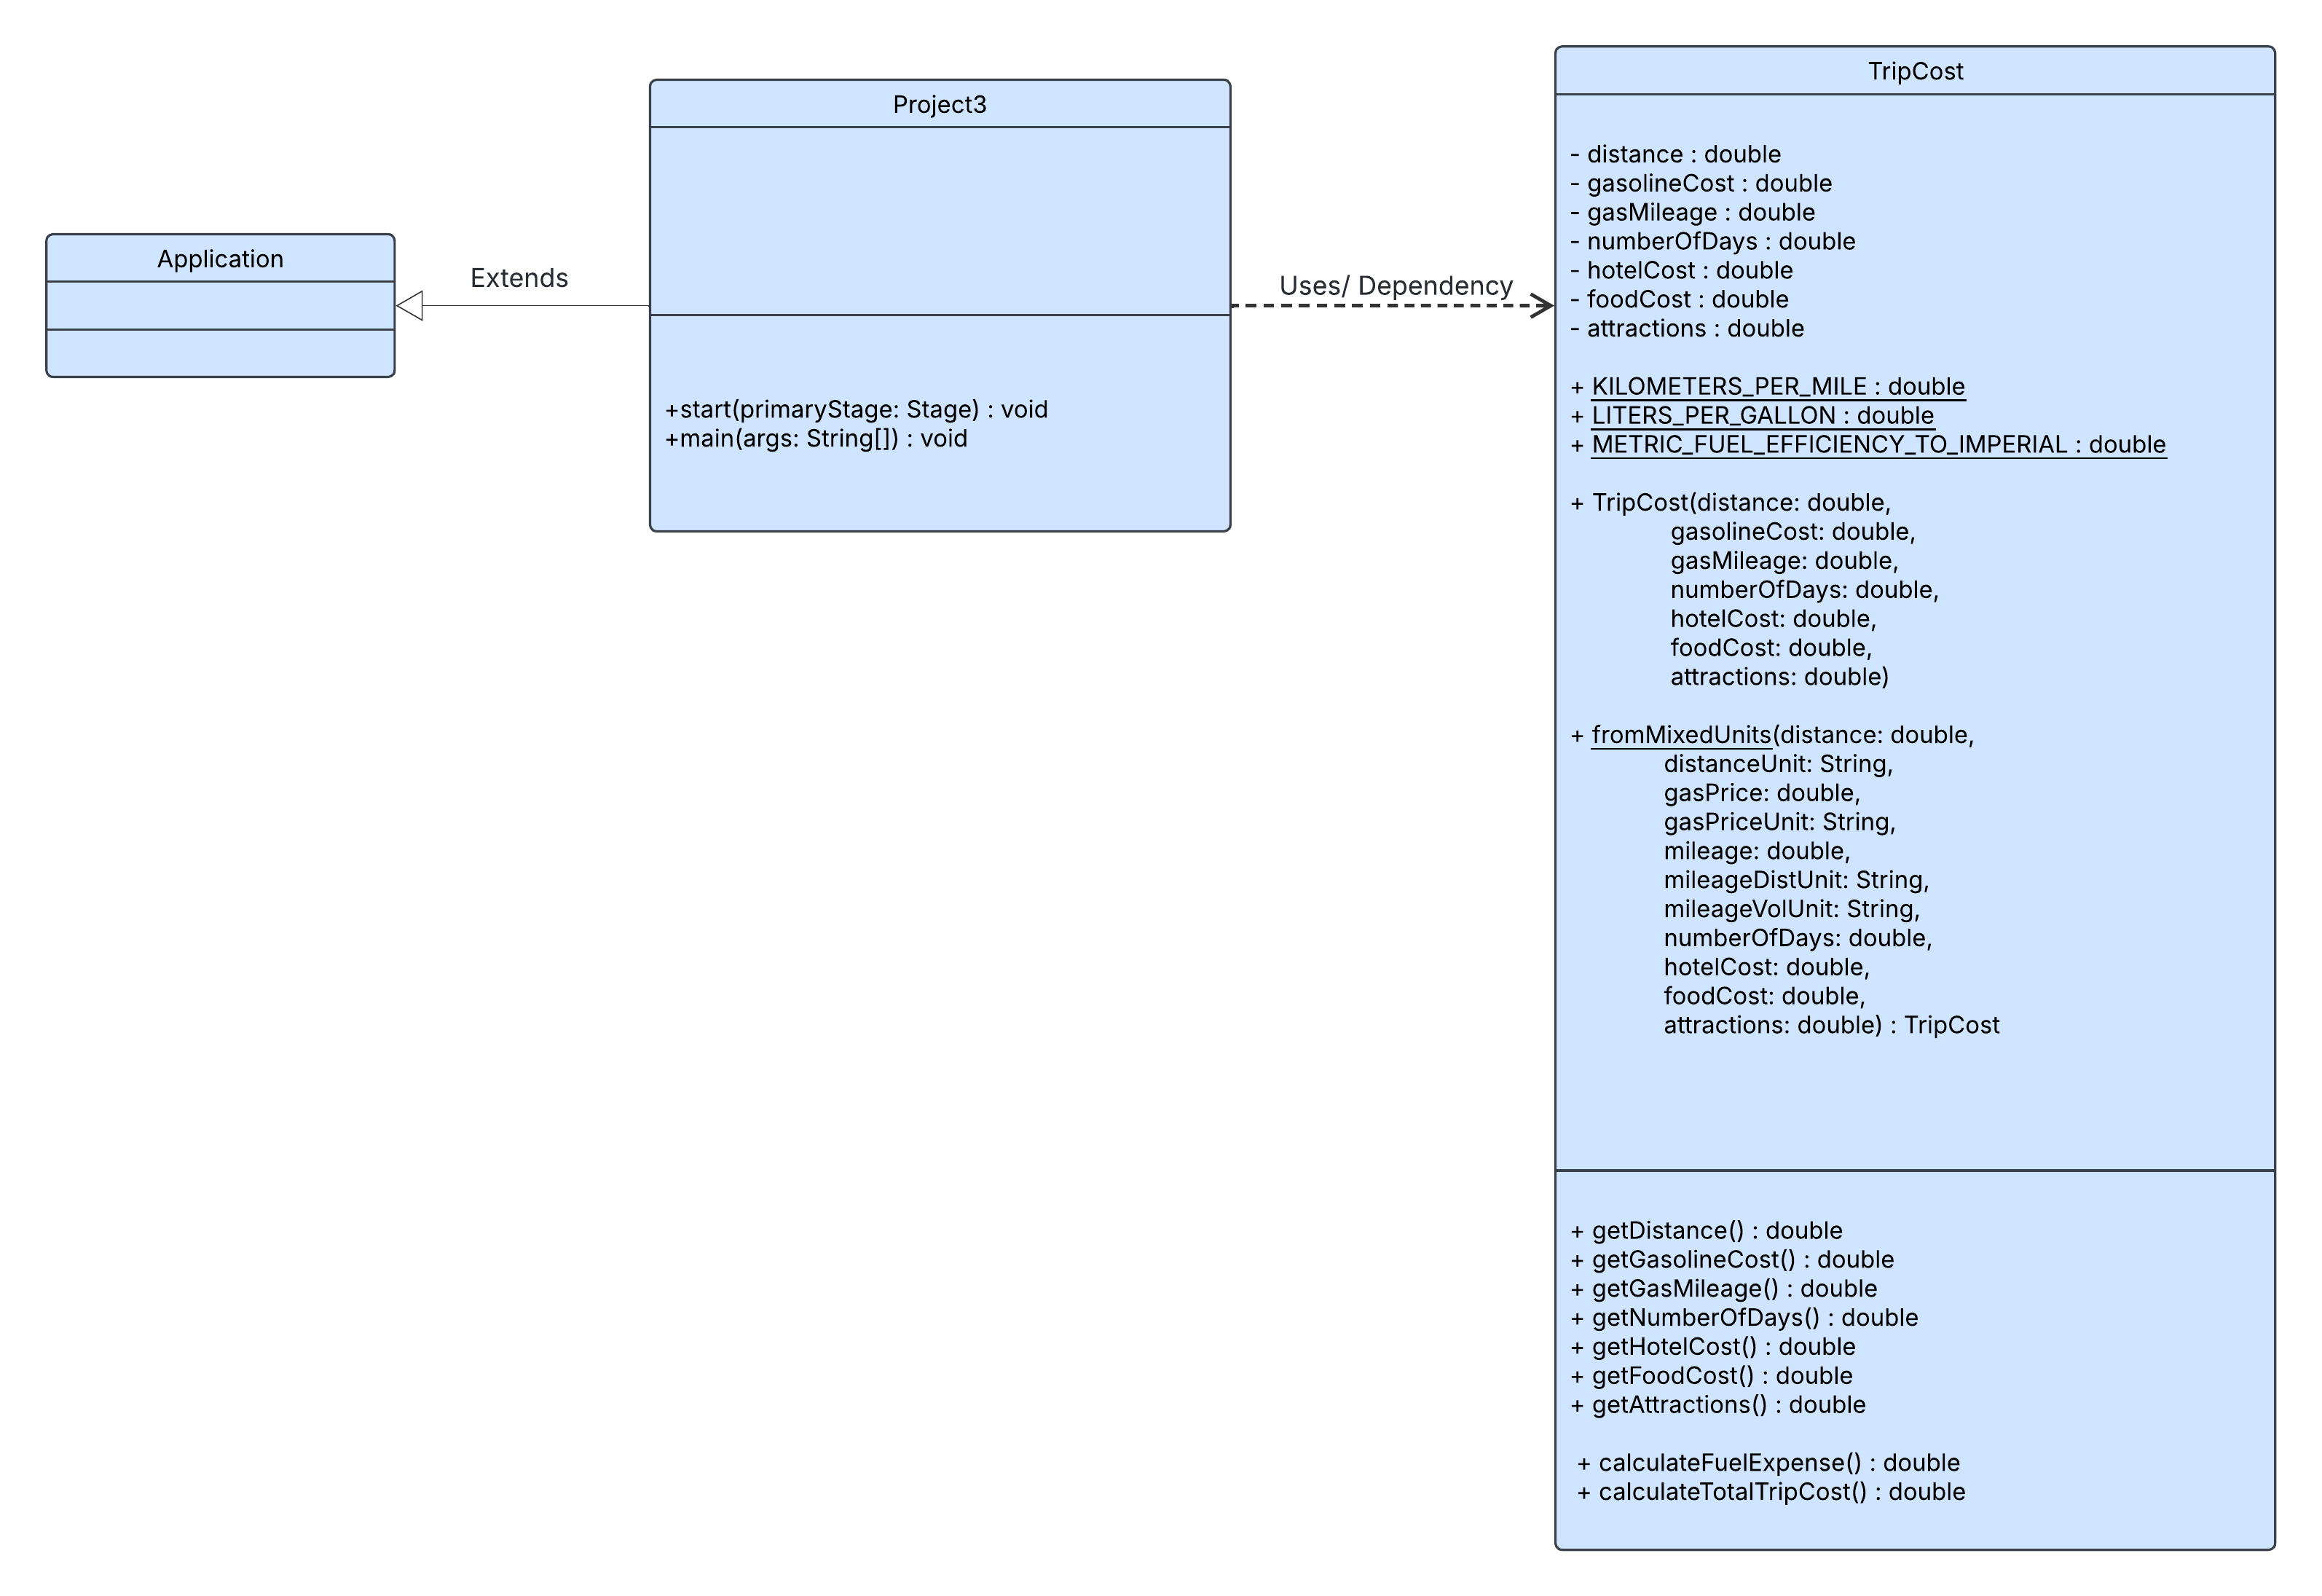 Application
Extends
Project3
+start(primaryStage: Stage) : void
+main(args: String[]) : void
Uses/ Dependency
TripCost
- distance : double
- gasolineCost : double
- gasMileage : double
- numberOfDays : double
- hotelCost : double
- foodCost : double
- attractions : double
+ KILOMETERS_PER_MILE : double
+ LITERS_PER_GALLON : double
+ METRIC_FUEL_EFFICIENCY_TO_IMPERIAL : double
+ TripCost(distance: double,
gasolineCost: double,
gasMileage: double,
numberOfDays: double,
hotelCost: double,
foodCost: double,
attractions: double)
+ fromMixedUnits(distance: double,
distanceUnit: String,
gasPrice: double,
gasPriceUnit: String,
mileage: double,
mileageDistUnit: String,
mileageVolUnit: String,
numberOfDays: double,
hotelCost: double,
foodCost: double,
attractions: double) : TripCost
+ getDistance() : double
+ getGasolineCost() : double
+ getGasMileage() : double
+ getNumberOfDays() : double
+ getHotelCost() : double
+ getFoodCost() : double
+ getAttractions() : double
+ calculateFuelExpense() : double
+ calculateTotalTripCost() : double